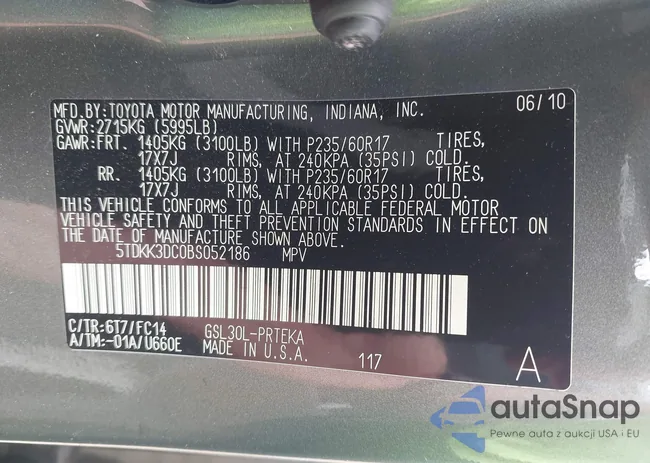 MFD.BY:TOYOTA MOTOR MANUFACTURING, INDIANA, INC. 06/10
GVWR:2715KG (5995LB)
GAWR:FRT. 1405KG (3100LB) WITH P235/60R17 TIRES,
17X7J RIMS, AT 240KPA (35PSI) COLD.
RR. 1405KG (3100LB) WITH P235/60R17 TIRES,
17X7J RIMS, AT 240KPA (35PSI) COLD.
THIS VEHICLE CONFORMS TO ALL APPLICABLE FEDERAL MOTOR
VEHICLE SAFETY AND THEFT PREVENTION STANDARDS IN EFFECT ON
THE DATE OF MANUFACTURE SHOWN ABOVE.
5TDKK3DC0BS052186 MPV
C/TR:6T7/FC14 GSL30L-PRTEKA
A/TM:-01A/U660E MADE IN U.S.A. 117 A
autaSnap
Pewne auta z aukcji USA i EU